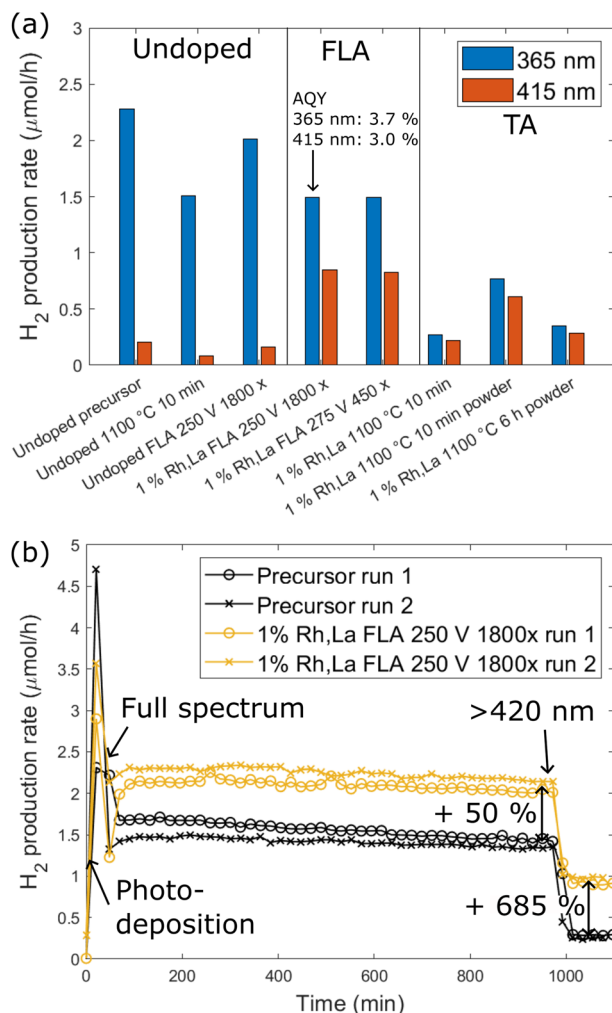 (a)
Undoped
FLA
TA
365 nm
415 nm
AQY
365 nm: 3.7 %
415 nm: 3.0 %
H2 production rate (μmol/h)
3
2.5
2
1.5
1
0.5
0
Undoped precursor
Undoped 1100 °C 10 min
Undoped FLA 250 V 1800 x
1 % Rh,La FLA 250 V 1800 x
1 % Rh,La FLA 275 V 450 x
1 % Rh,La 1100 °C 10 min
1 % Rh,La 1100 °C 10 min powder
1 % Rh,La 1100 °C 6 h powder
(b)
H2 production rate (μmol/h)
5
4.5
4
3.5
3
2.5
2
1.5
1
0.5
0
Precursor run 1
Precursor run 2
1% Rh,La FLA 250 V 1800x run 1
1% Rh,La FLA 250 V 1800x run 2
Full spectrum
>420 nm
+ 50 %
Photo-
deposition
+ 685 %
0
200
400
600
800
1000
Time (min)